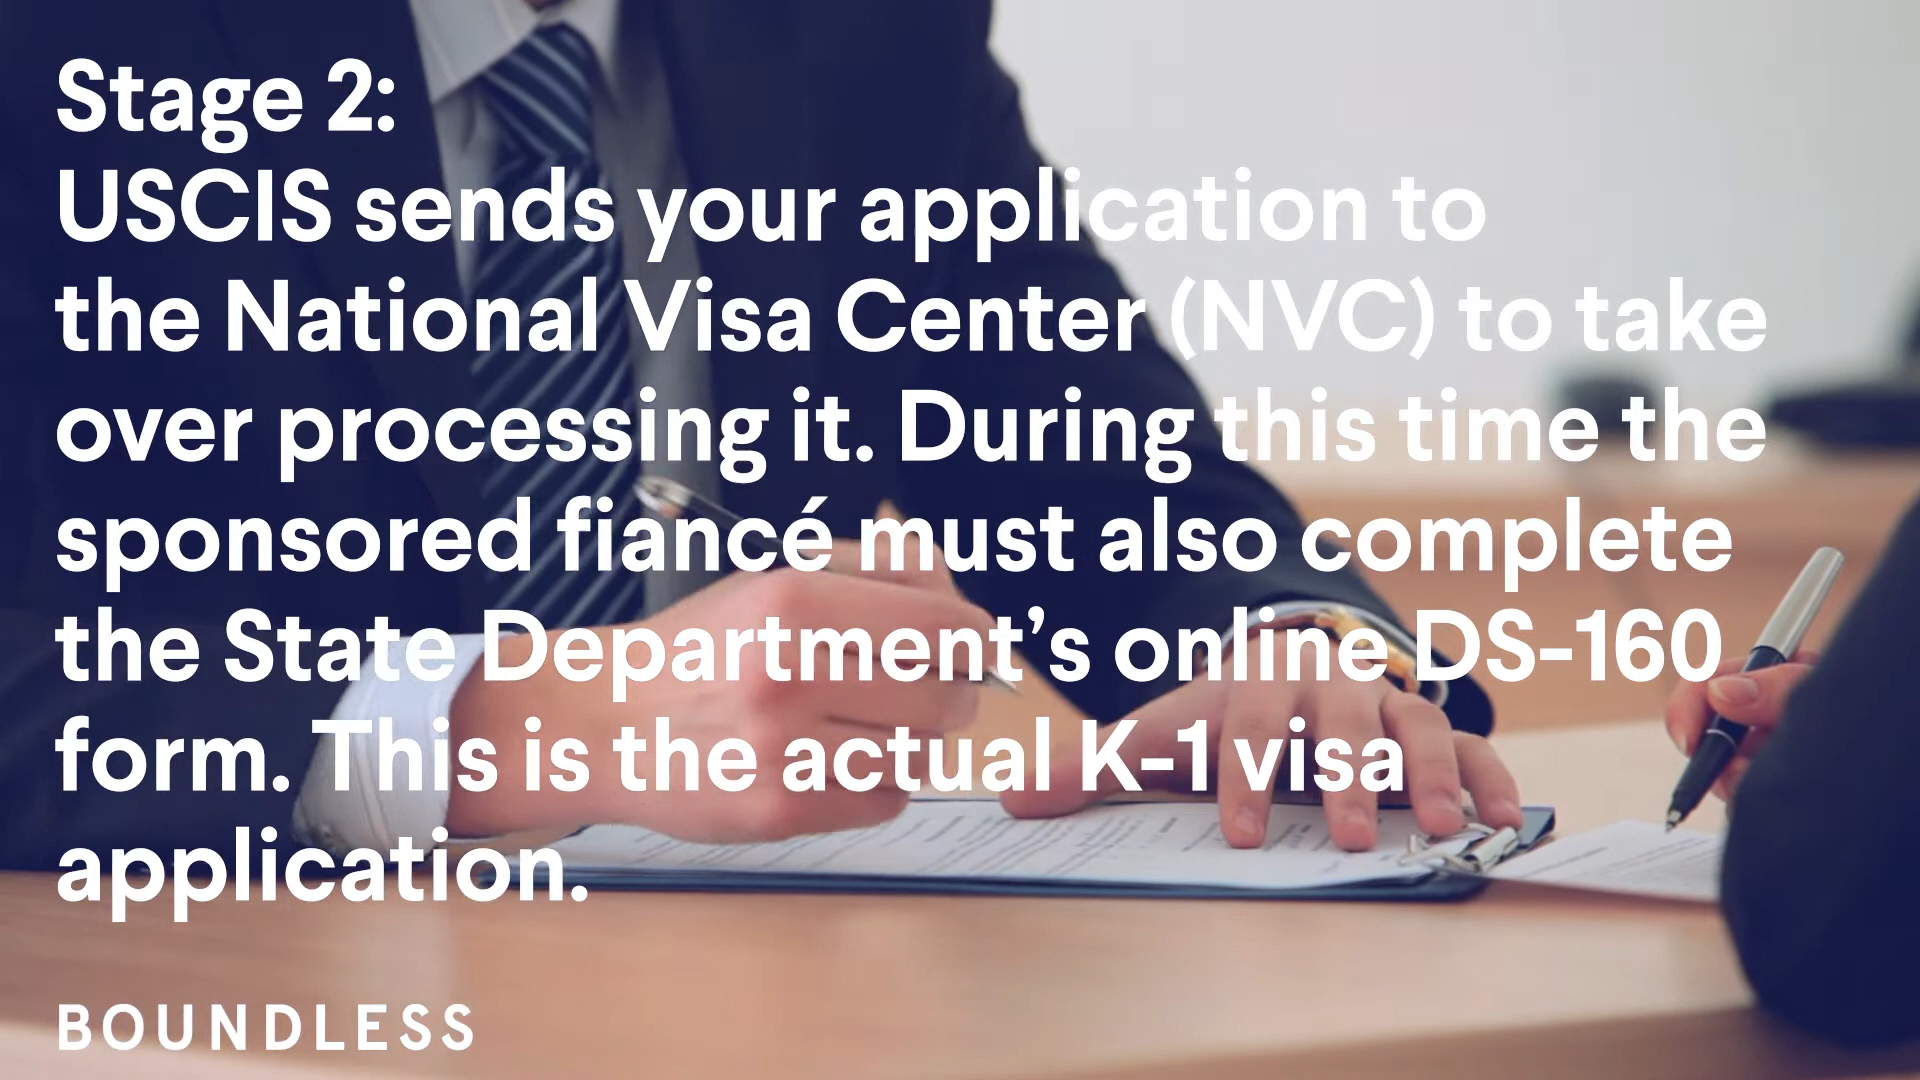 Stage 2:
USCIS sends your application to
the National Visa Center (NVC) to take
over processing it. During this time the
sponsored fiancé must also complete
the State Department’s online DS-160
form. This is the actual K-1 visa
application.
BOUNDLESS